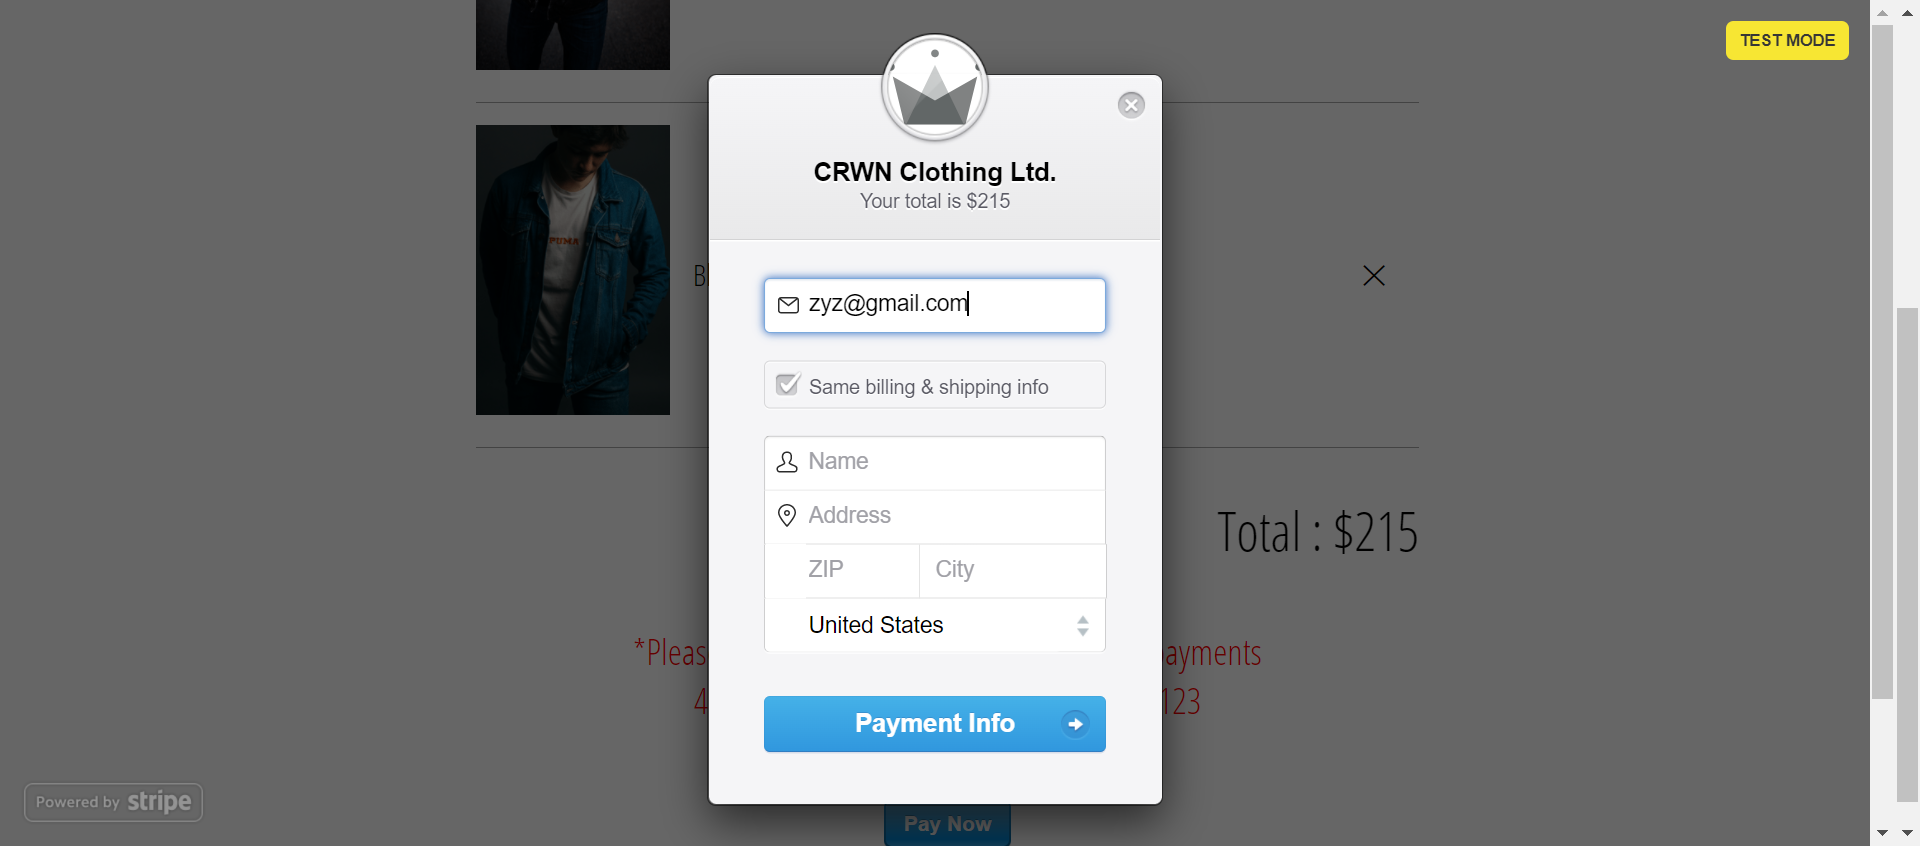 TEST MODE
CRWN Clothing Ltd.
Your total is $215
PUMA
zyz@gmail.com
Same billing & shipping info
Name
Address
ZIP
City
United States
Total : $215
*Pleas
ayments
4
123
Payment Info
Powered by stripe
Pay Now